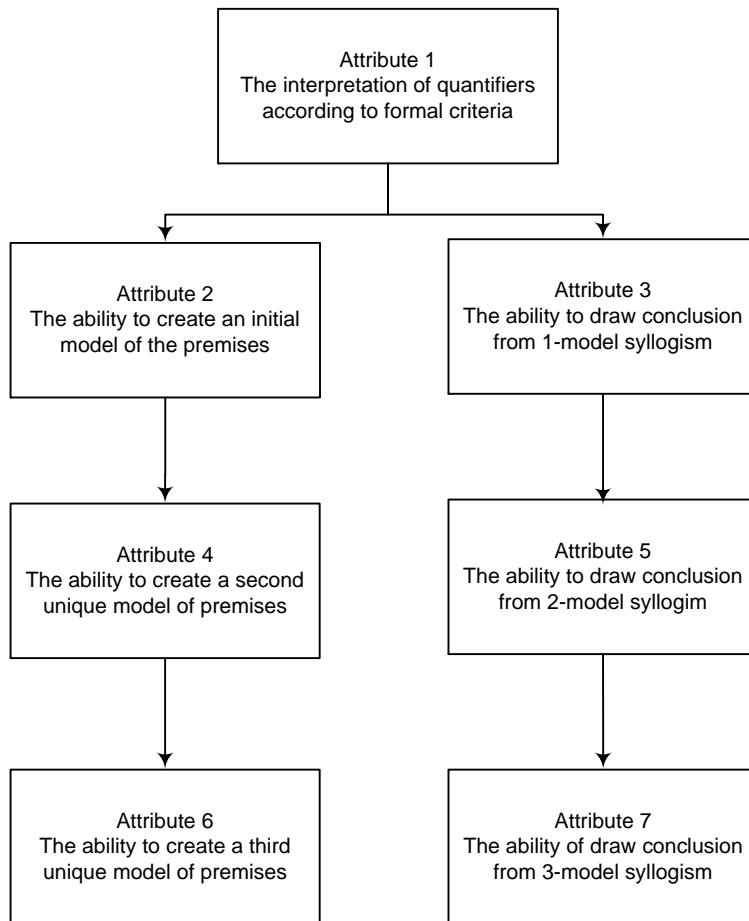 Attribute 1
The interpretation of quantifiers
according to formal criteria
Attribute 2
The ability to create an initial
model of the premises
Attribute 3
The ability to draw conclusion
from 1-model syllogism
Attribute 4
The ability to create a second
unique model of premises
Attribute 5
The ability to draw conclusion
from 2-model syllogim
Attribute 6
The ability to create a third
unique model of premises
Attribute 7
The ability of draw conclusion
from 3-model syllogism